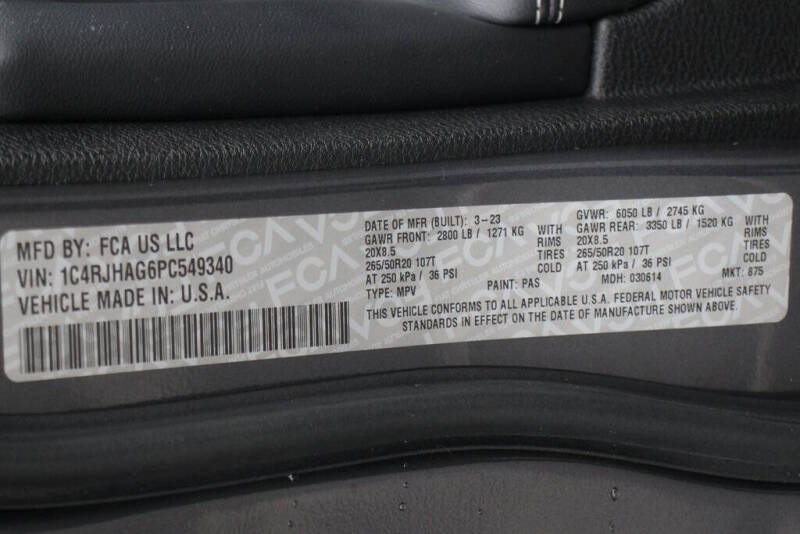 MFD BY: FCA US LLC
VIN: 1C4RJHAG6PC549340
VEHICLE MADE IN: U.S.A.
DATE OF MFR (BUILT): 3-23
GAWR FRONT: 2800 LB / 1271 KG
20X8.5 RIMS
265/50R20 107T TIRES
AT 250 kPa / 36 PSI COLD
TYPE: MPV PAINT: PAS
GVWR: 6050 LB / 2745 KG
GAWR REAR: 3350 LB / 1520 KG
20X8.5 RIMS
265/50R20 107T TIRES
AT 250 kPa / 36 PSI COLD
MDH: 030614 MKT: 875
THIS VEHICLE CONFORMS TO ALL APPLICABLE U.S.A. FEDERAL MOTOR VEHICLE SAFETY
STANDARDS IN EFFECT ON THE DATE OF MANUFACTURE SHOWN ABOVE.